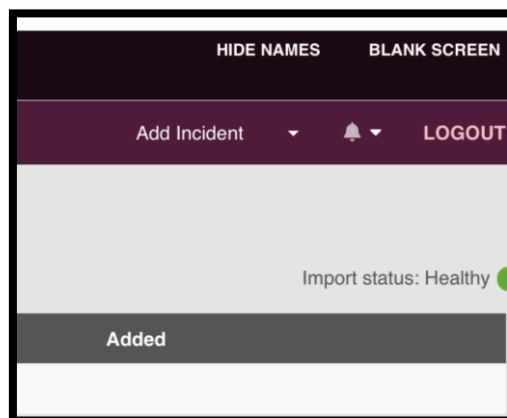 HIDE NAMES BLANK SCREEN
Add Incident LOGOUT
Import status: Healthy
Added